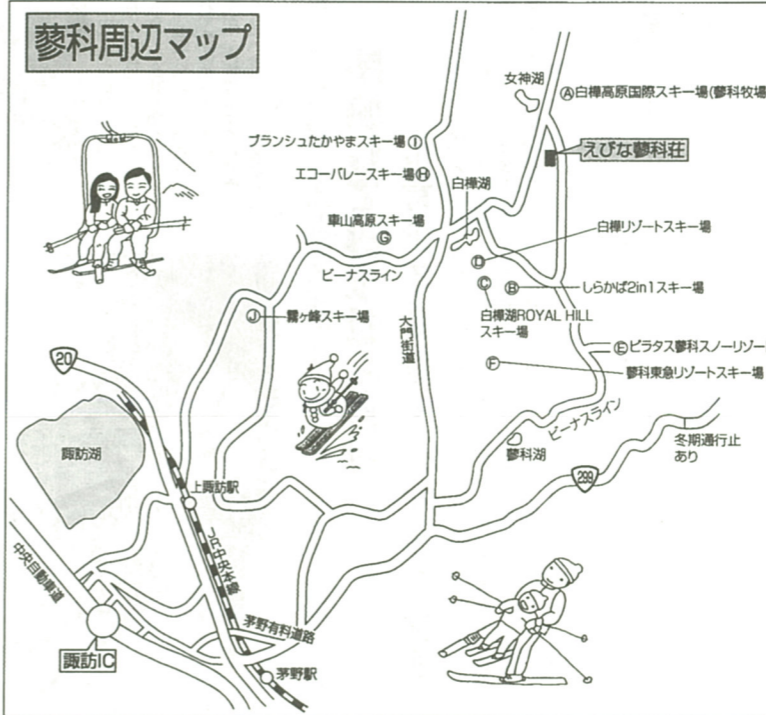 蓼科周辺マップ
女神湖
Ⓐ白樺高原国際スキー場(蓼科牧場
ブランシュたかやまスキー場Ⓘ
えびな蓼科荘
エコーバレースキー場Ⓗ
白樺湖
車山高原スキー場
Ⓖ
白樺リゾートスキー場
Ⓓ
ビーナスライン
Ⓒ
Ⓑ
しらかば2in1スキー場
白樺湖ROYAL HILL
スキー場
Ⓙ
霧ヶ峰スキー場
大門街道
Ⓔピラタス蓼科スノーリゾー
Ⓕ
蓼科東急リゾートスキー場
20
ビーナスライン
冬期通行止
あり
蓼科湖
299
諏訪湖
上諏訪駅
JR中央本線
中央自動車道
茅野有料道路
諏訪IC
茅野駅